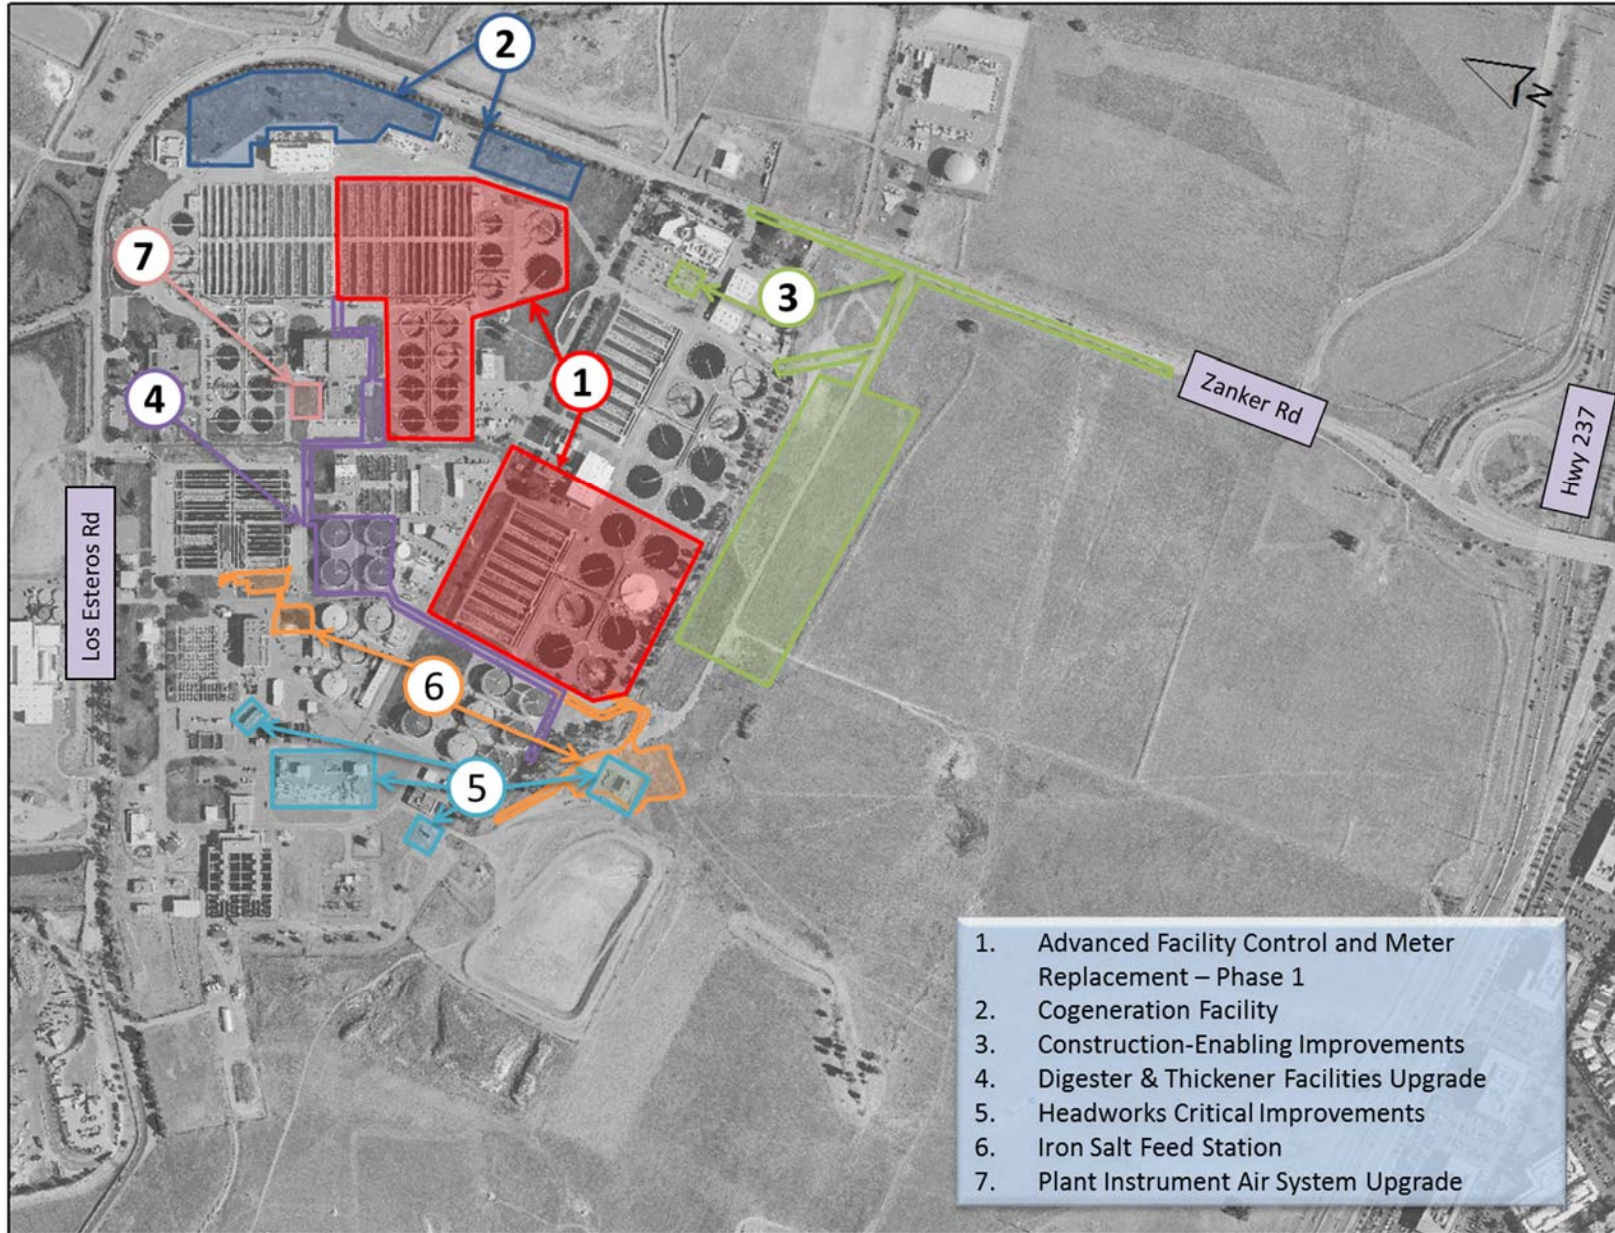 2
N
7
3
1
4
Zanker Rd
Hwy 237
Los Esteros Rd
6
5
1. Advanced Facility Control and Meter
Replacement – Phase 1
2. Cogeneration Facility
3. Construction-Enabling Improvements
4. Digester & Thickener Facilities Upgrade
5. Headworks Critical Improvements
6. Iron Salt Feed Station
7. Plant Instrument Air System Upgrade